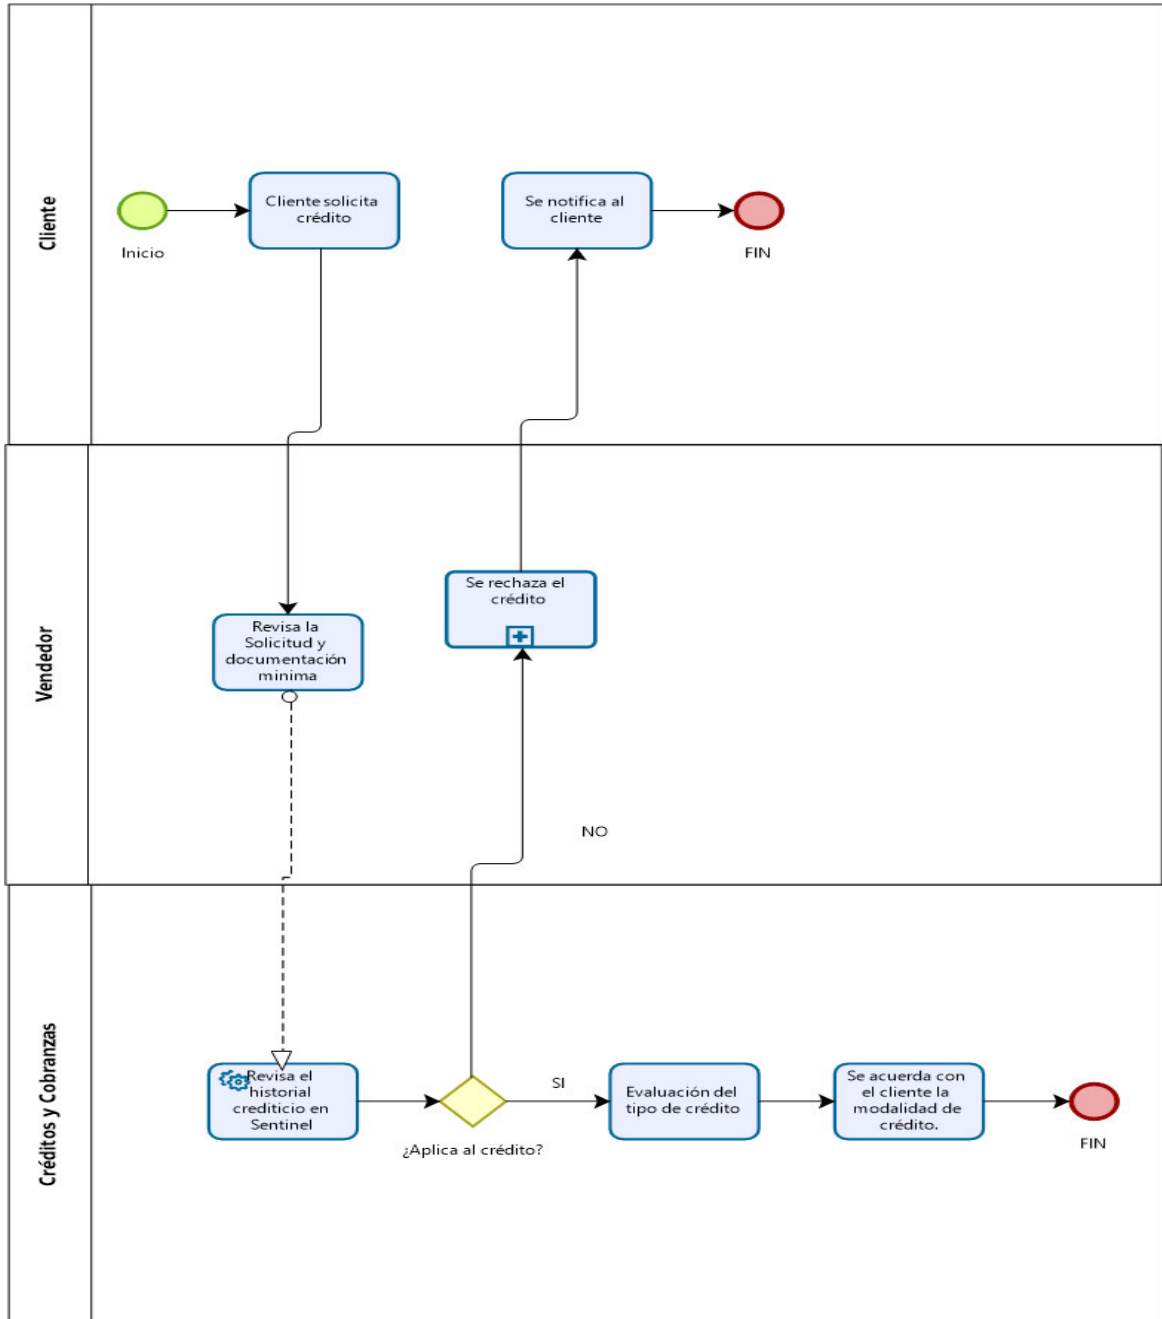 Cliente
Cliente solicita
crédito
Inicio
Se notifica al
cliente
FIN
Vendedor
Revisa la
Solicitud y
documentación
minima
Se rechaza el
crédito
NO
Créditos y Cobranzas
Revisa el
historial
crediticio en
Sentinel
¿Aplica al crédito?
SI
Evaluación del
tipo de crédito
Se acuerda con
el cliente la
modalidad de
crédito.
FIN